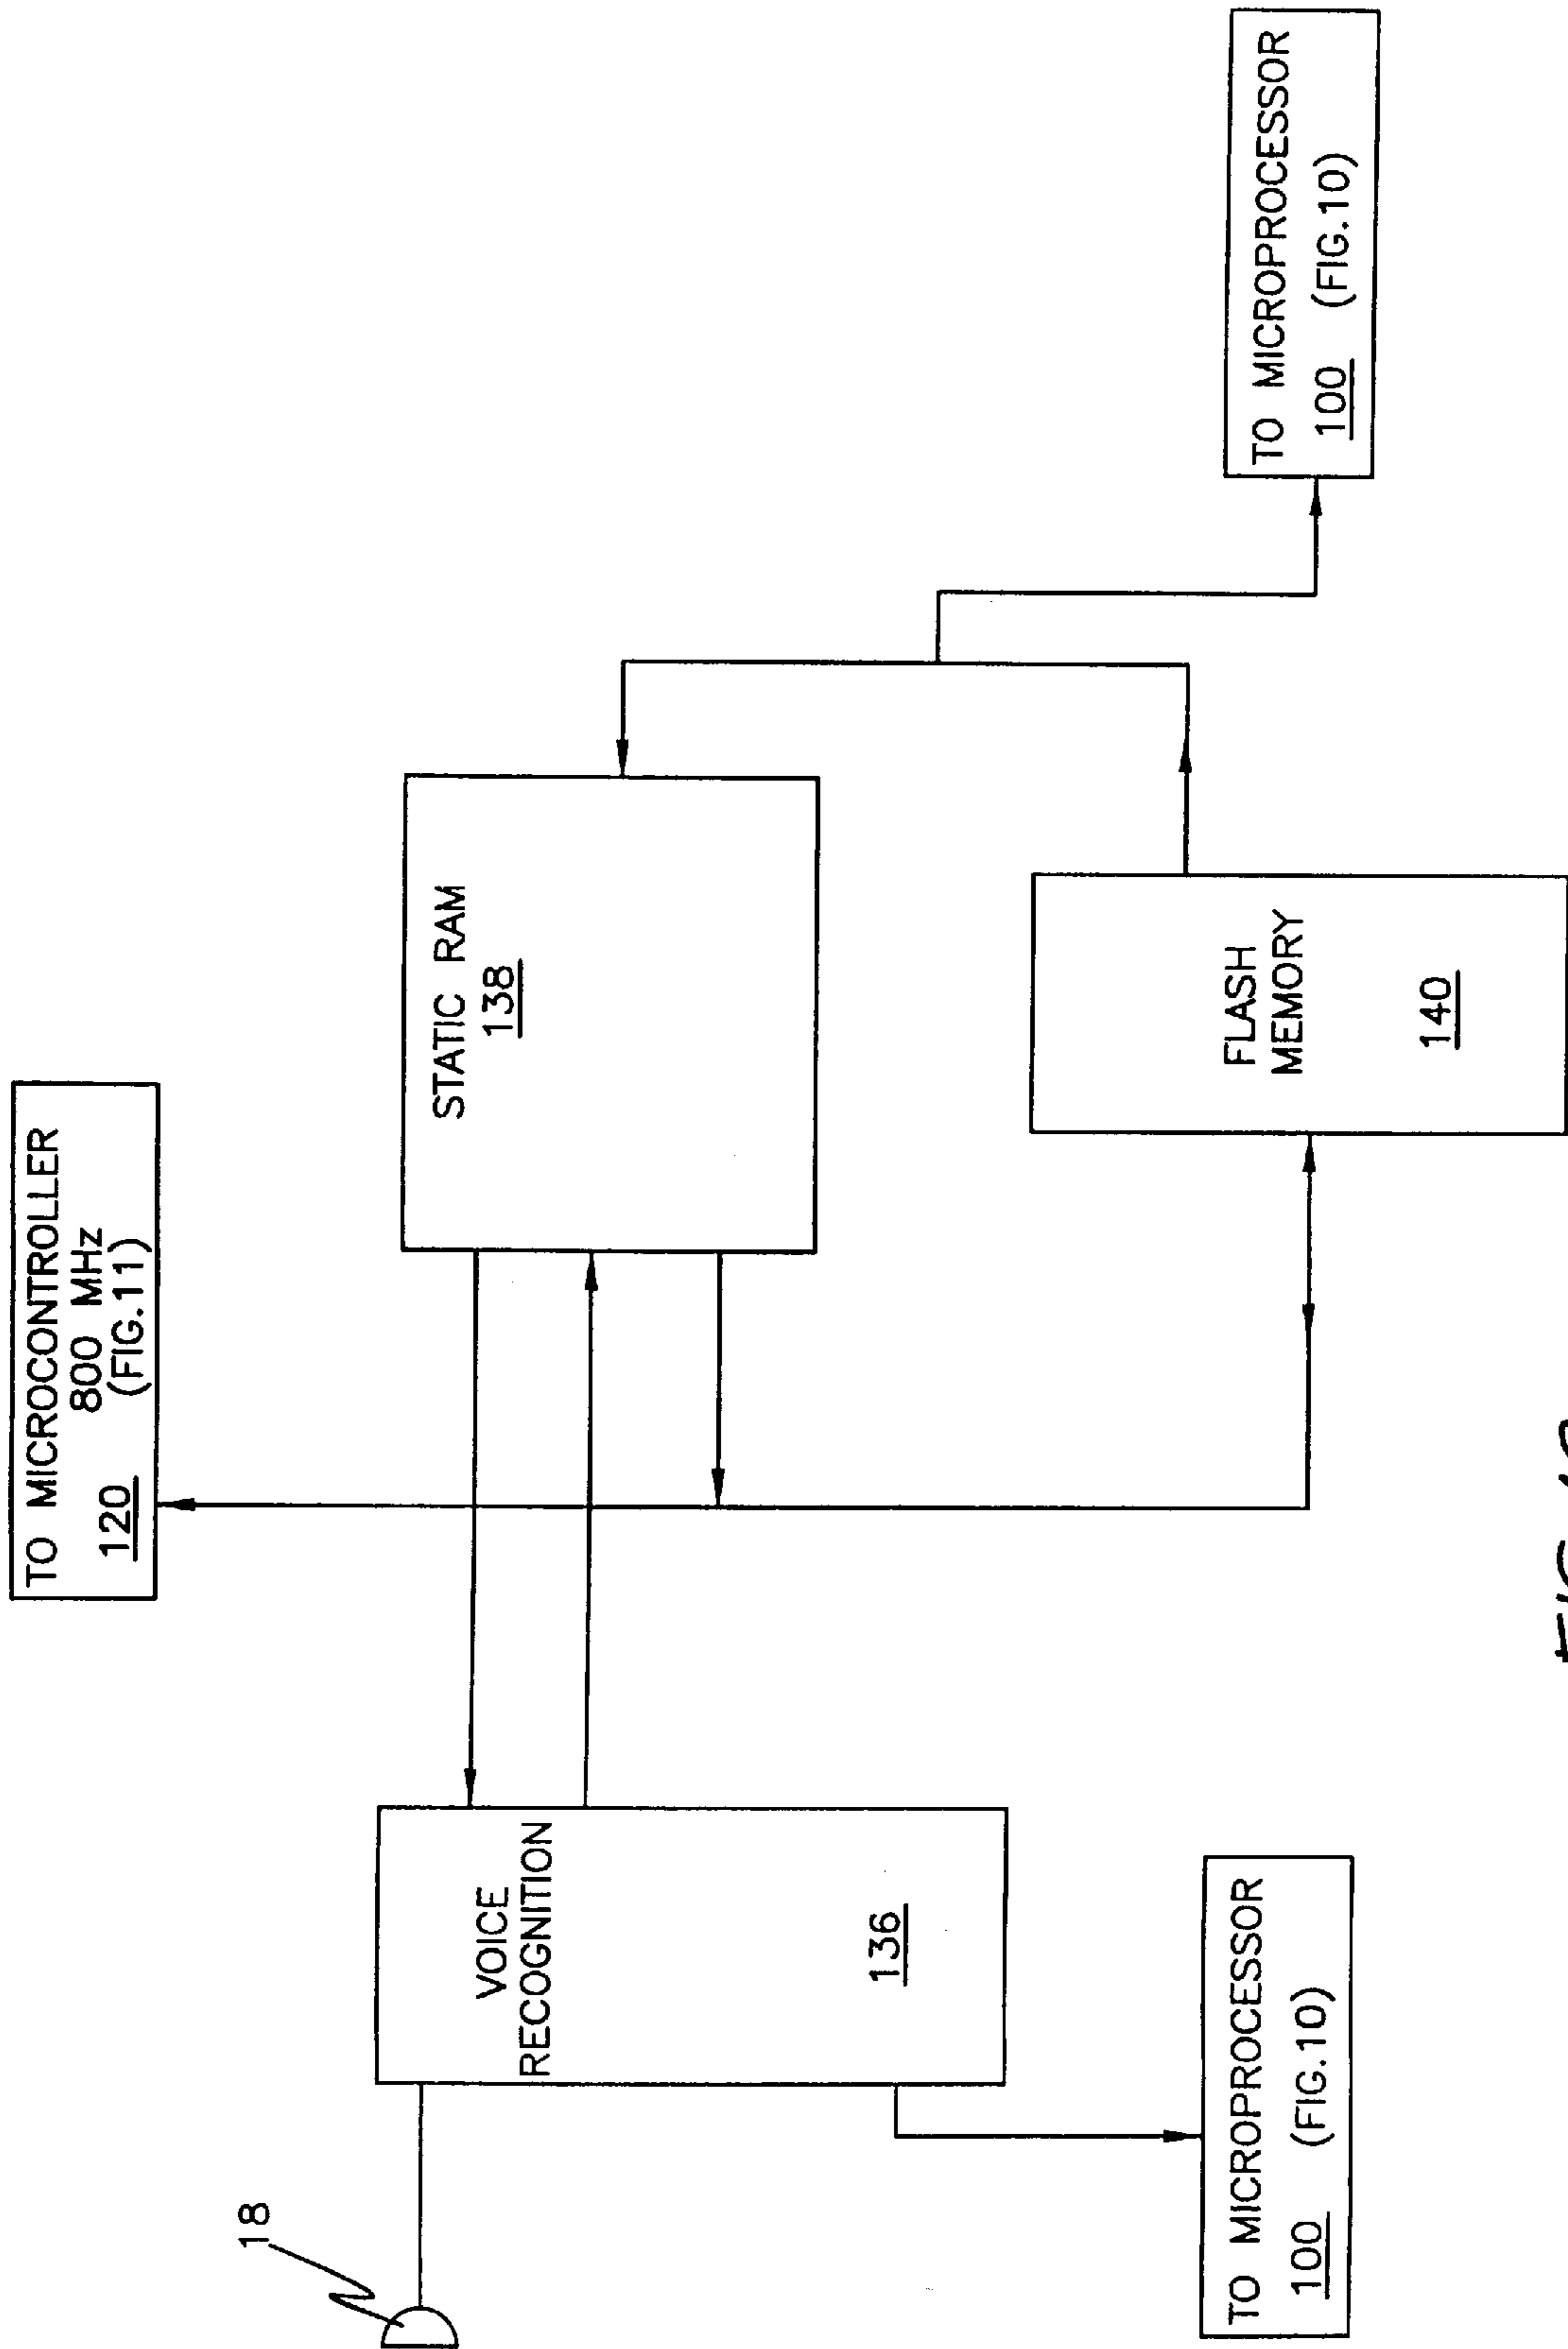 TO MICROCONTROLLER
800 MHz
120 (FIG.11)
18
VOICE
RECOGNITION
136
STATIC RAM
138
TO MICROPROCESSOR
100 (FIG.10)
FLASH
MEMORY
140
TO MICROPROCESSOR
100 (FIG.10)
FIG.